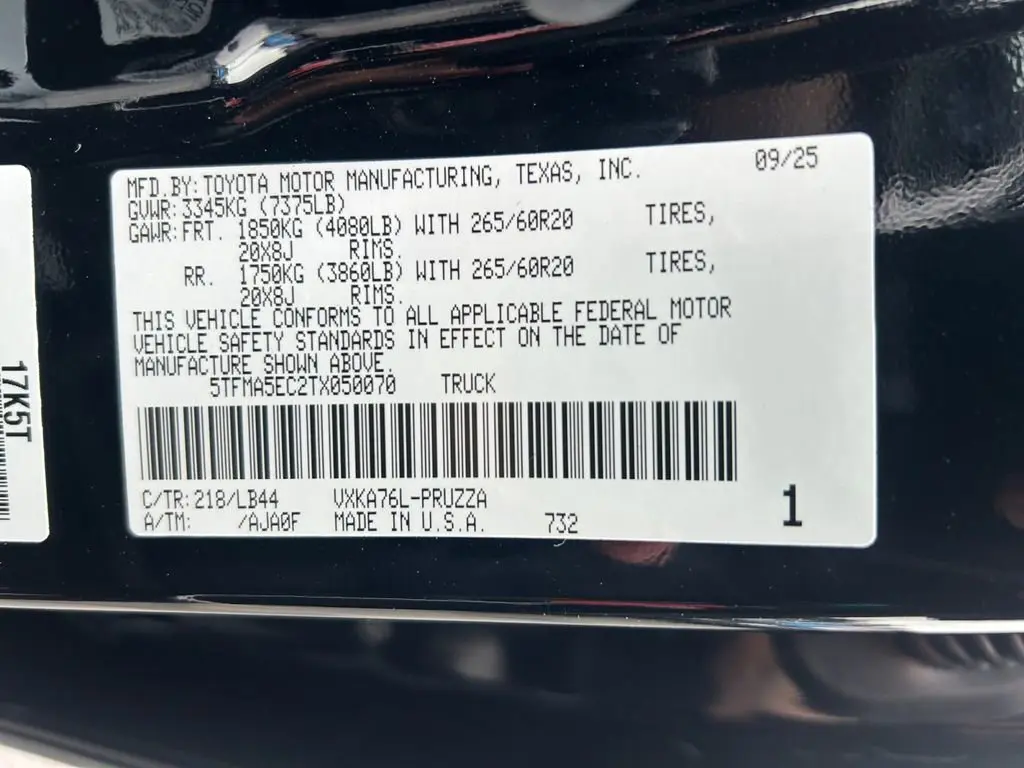 MFD.BY: TOYOTA MOTOR MANUFACTURING, TEXAS, INC. 09/25
GVWR: 3345KG (7375LB)
GAWR: FRT. 1850KG (4080LB) WITH 265/60R20 TIRES,
20X8J RIMS.
RR. 1750KG (3860LB) WITH 265/60R20 TIRES,
20X8J RIMS.
THIS VEHICLE CONFORMS TO ALL APPLICABLE FEDERAL MOTOR
VEHICLE SAFETY STANDARDS IN EFFECT ON THE DATE OF
MANUFACTURE SHOWN ABOVE.
5TFMA5EC2TX050070 TRUCK
C/TR: 218/LB44 VXKA76L-PRUZZA
A/TM: /AJA0F MADE IN U.S.A. 732 1
17K5T